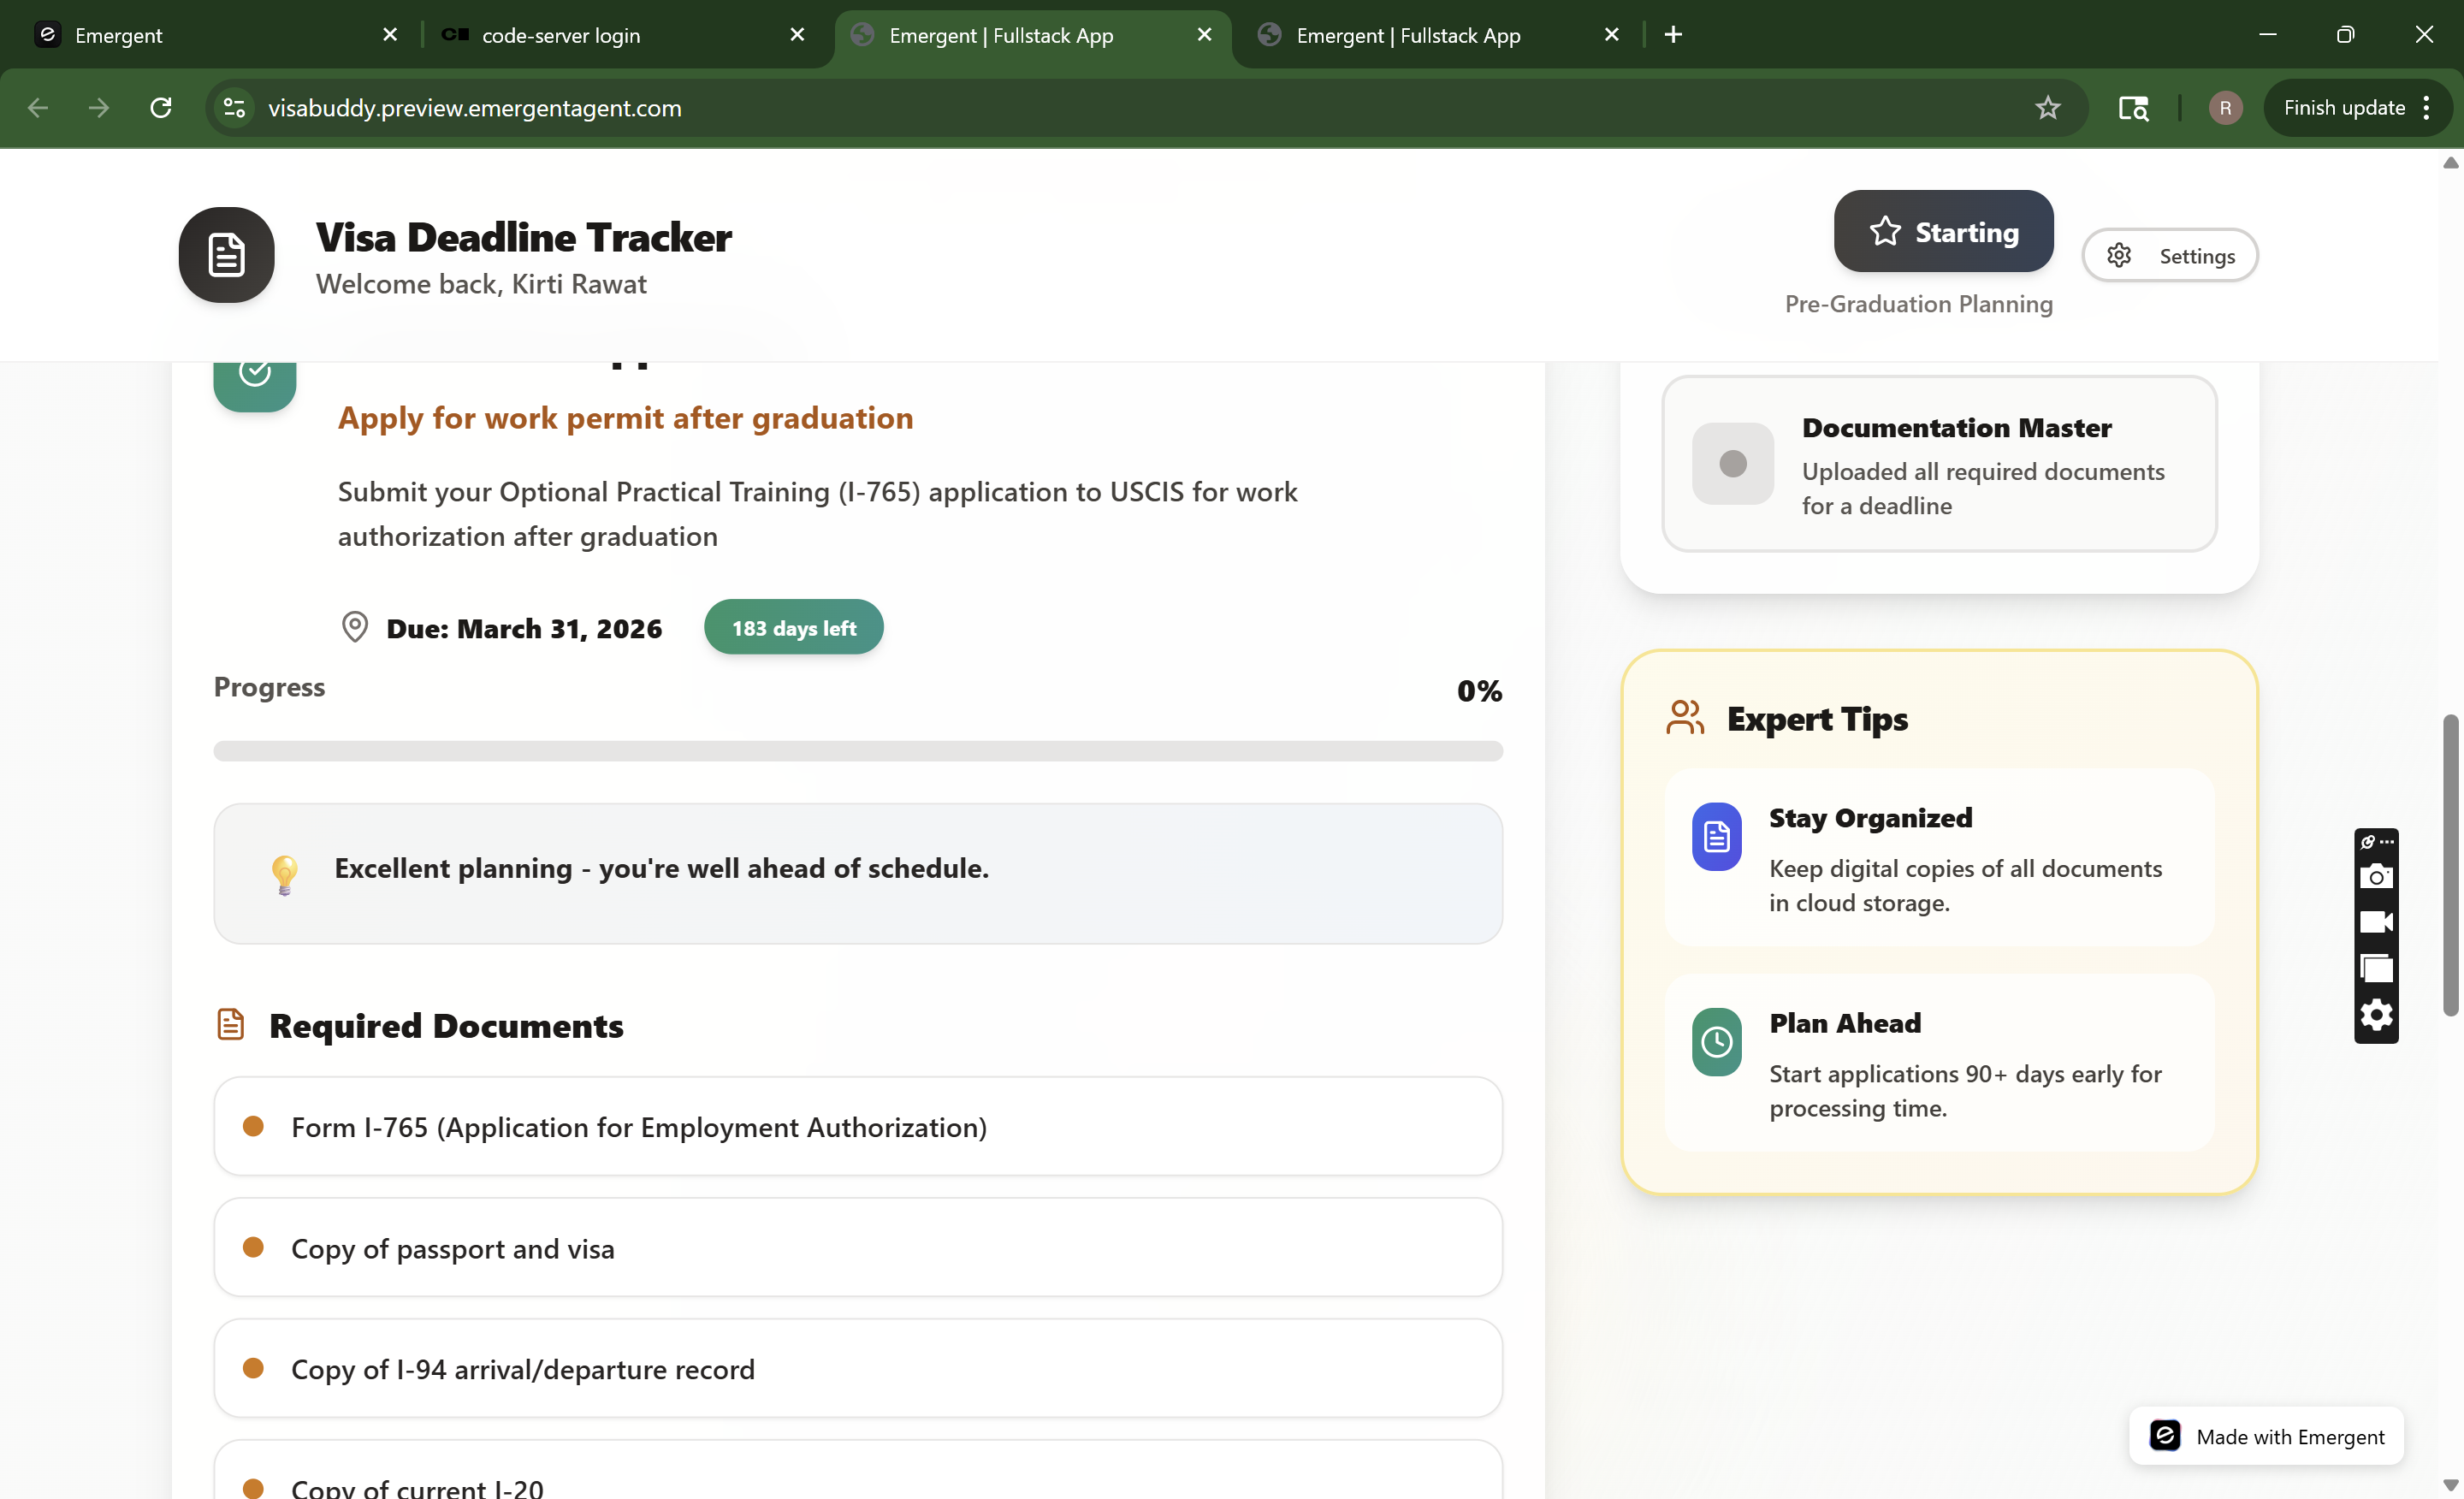 Emergent
code-server login
Emergent | Fullstack App
Emergent | Fullstack App
visabuddy.preview.emergentagent.com
R
Finish update
Visa Deadline Tracker
Welcome back, Kirti Rawat
Starting
Pre-Graduation Planning
Settings
Apply for work permit after graduation
Submit your Optional Practical Training (I-765) application to USCIS for work
authorization after graduation
Due: March 31, 2026
183 days left
Progress
0%
Excellent planning - you're well ahead of schedule.
Required Documents
Form I-765 (Application for Employment Authorization)
Copy of passport and visa
Copy of I-94 arrival/departure record
Copy of current I-20
Documentation Master
Uploaded all required documents
for a deadline
Expert Tips
Stay Organized
Keep digital copies of all documents
in cloud storage.
Plan Ahead
Start applications 90+ days early for
processing time.
Made with Emergent